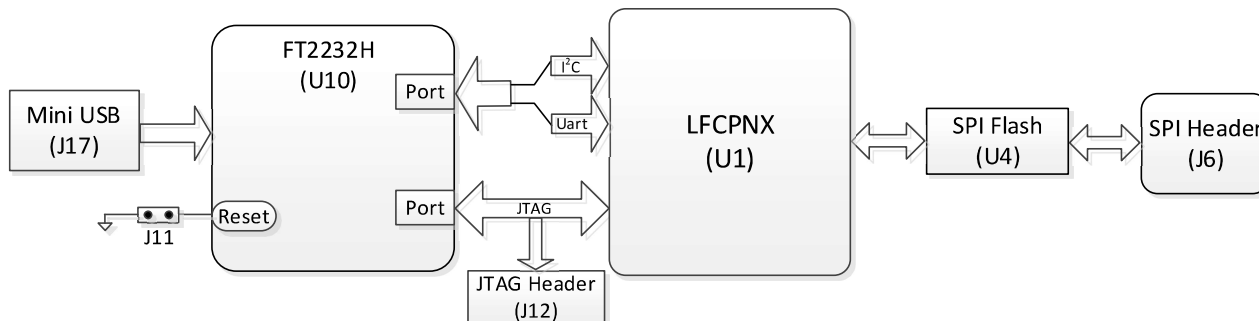 Mini USB
(J17)
FT2232H
(U10)
Port
Port
Reset
J11
I²C
Uart
JTAG
JTAG Header
(J12)
LFCPNX
(U1)
SPI Flash
(U4)
SPI Header
(J6)